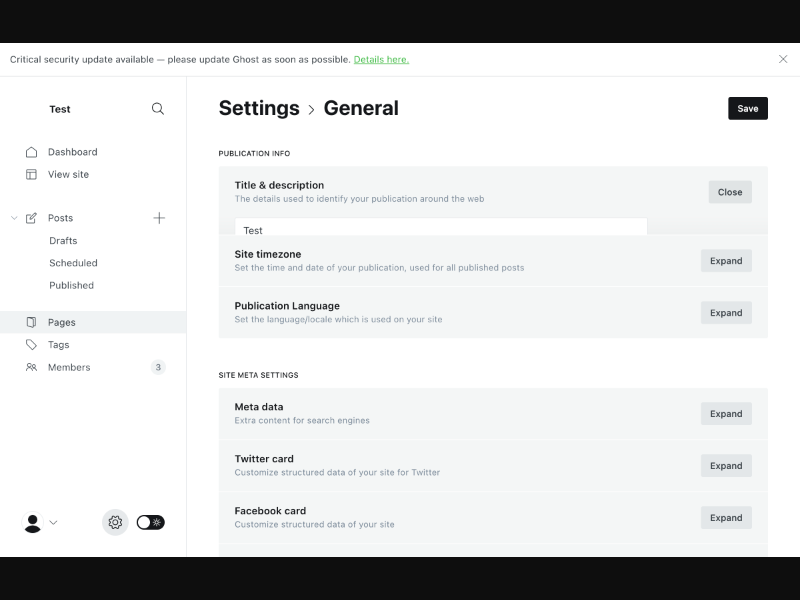 Critical security update available — please update Ghost as soon as possible. Details here.
Test
Settings > General
Save
Dashboard
View site
Posts
Drafts
Scheduled
Published
Pages
Tags
Members 3
PUBLICATION INFO
Title & description
The details used to identify your publication around the web
Close
Test
Site timezone
Set the time and date of your publication, used for all published posts
Expand
Publication Language
Set the language/locale which is used on your site
Expand
SITE META SETTINGS
Meta data
Extra content for search engines
Expand
Twitter card
Customize structured data of your site for Twitter
Expand
Facebook card
Customize structured data of your site
Expand